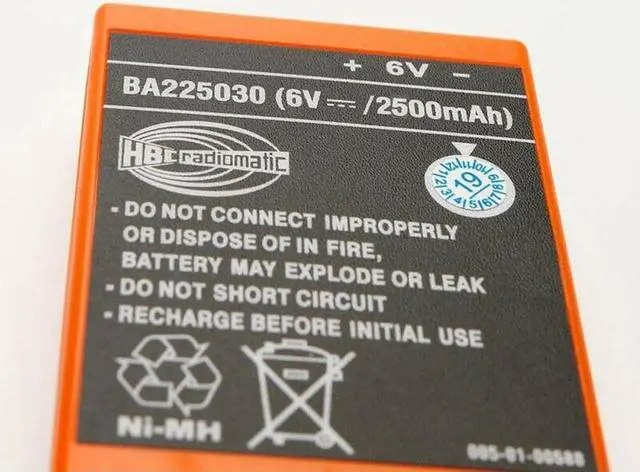 + 6V −
BA225030 (6V ⎓ /2500mAh)
HBC radiomatic
19
- DO NOT CONNECT IMPROPERLY
OR DISPOSE OF IN FIRE,
BATTERY MAY EXPLODE OR LEAK
- DO NOT SHORT CIRCUIT
- RECHARGE BEFORE INITIAL USE
Ni-MH